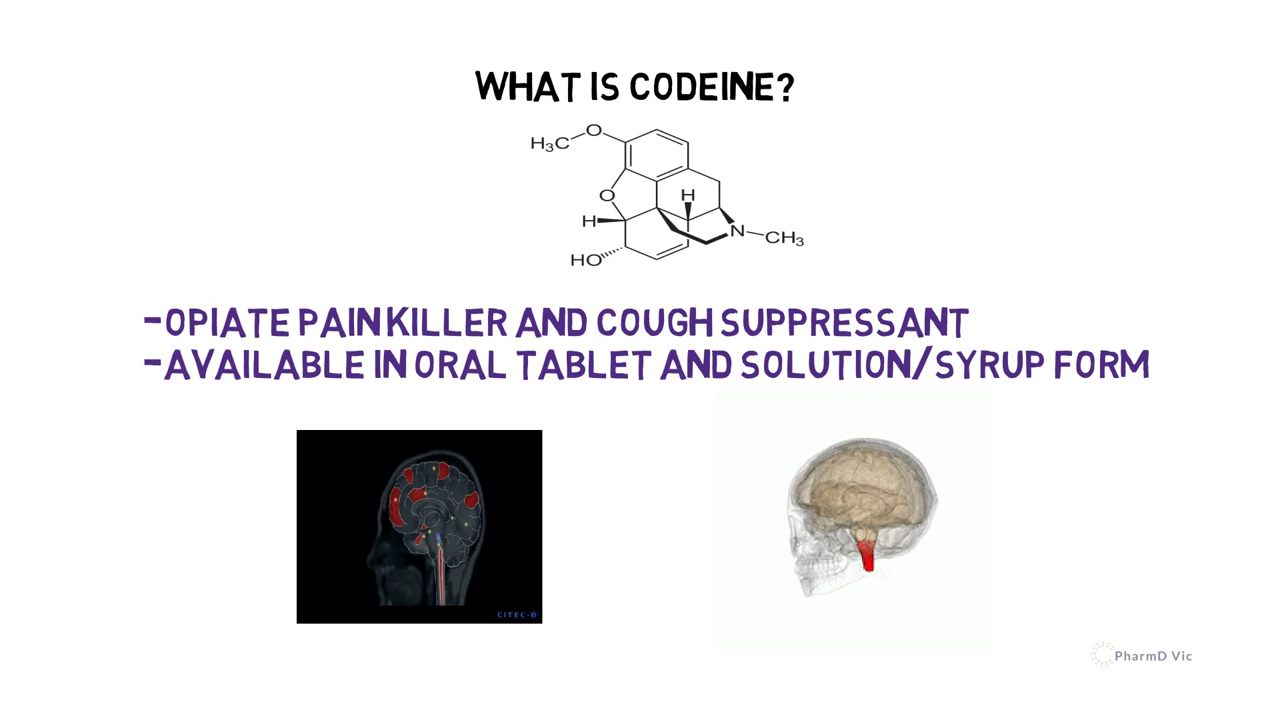 WHAT IS CODEINE?
H₃C O
O
H
H
N CH₃
HO
-OPIATE PAINKILLER AND COUGH SUPPRESSANT
-AVAILABLE IN ORAL TABLET AND SOLUTION/SYRUP FORM
PharmD Vic